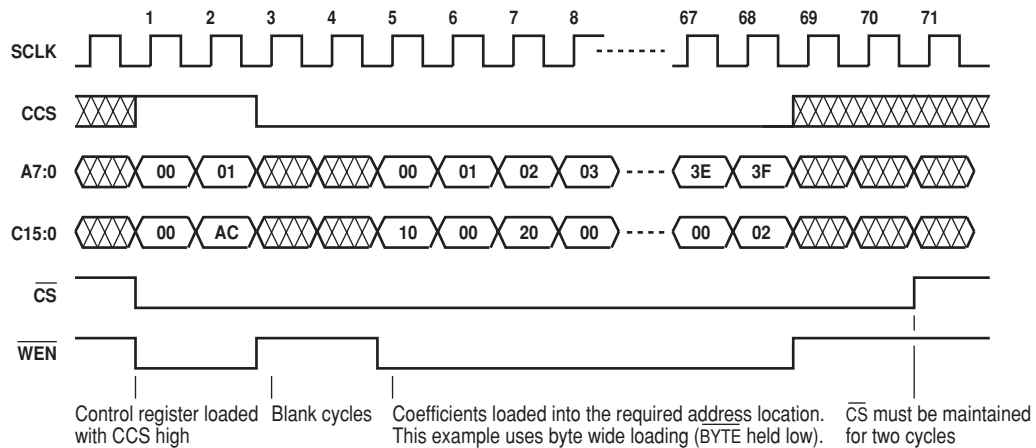 1 2 3 4 5 6 7 8 67 68 69 70 71
SCLK
CCS
A7:0 00 01 00 01 02 03 3E 3F
C15:0 00 AC 10 00 20 00 00 02
CS
WEN
Control register loaded
with CCS high
Blank cycles
Coefficients loaded into the required address location.
This example uses byte wide loading (BYTE held low).
CS must be maintained
for two cycles